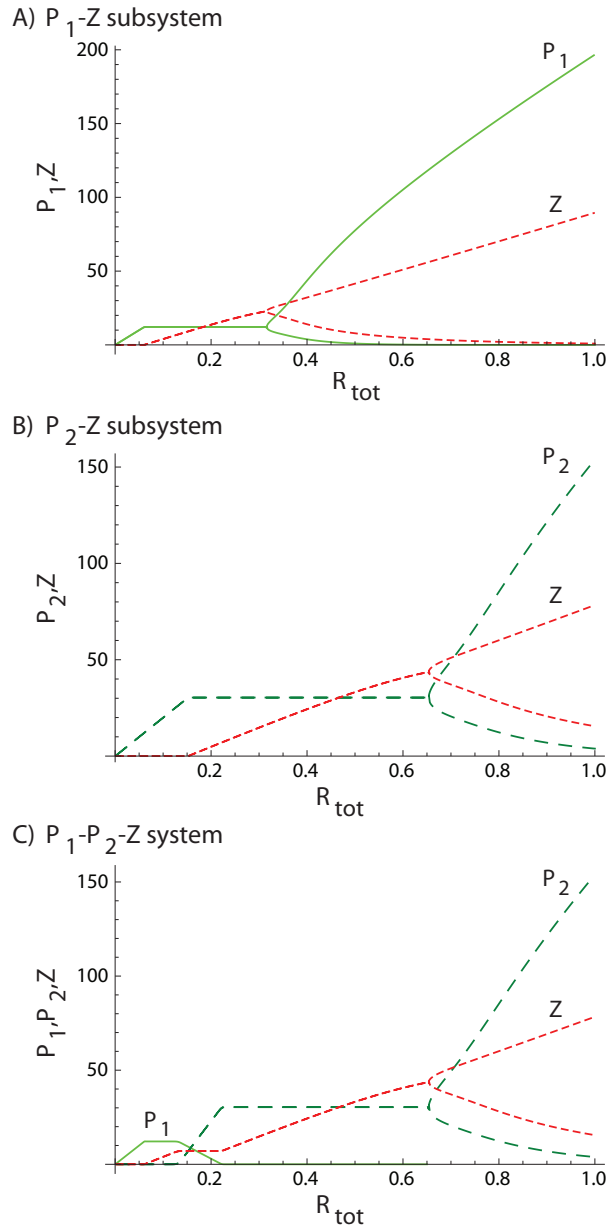 A) P1-Z subsystem
200
150
100
50
P1,Z
P1
Z
0.2 0.4 0.6 0.8 1.0
Rtot
B) P2-Z subsystem
150
100
50
P2,Z
P2
Z
0.2 0.4 0.6 0.8 1.0
Rtot
C) P1-P2-Z system
150
100
50
P1,P2,Z
P2
Z
P1
0.2 0.4 0.6 0.8 1.0
Rtot